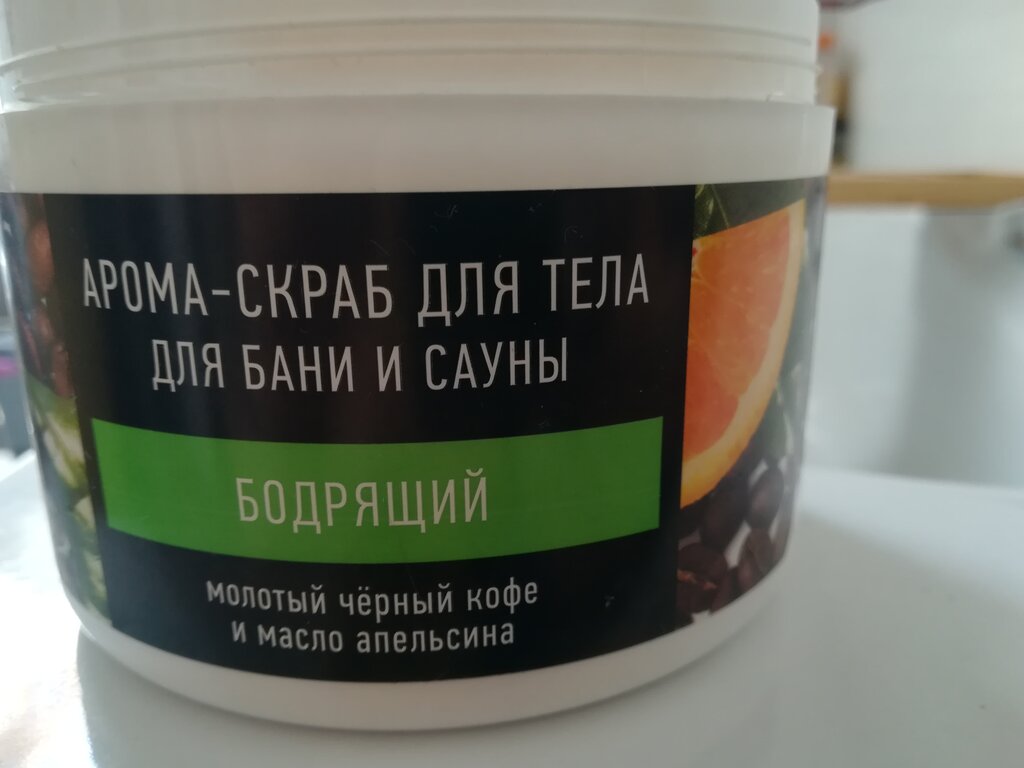 АРОМА-СКРАБ ДЛЯ ТЕЛА
ДЛЯ БАНИ И САУНЫ
БОДРЯЩИЙ
молотый чёрный кофе
и масло апельсина